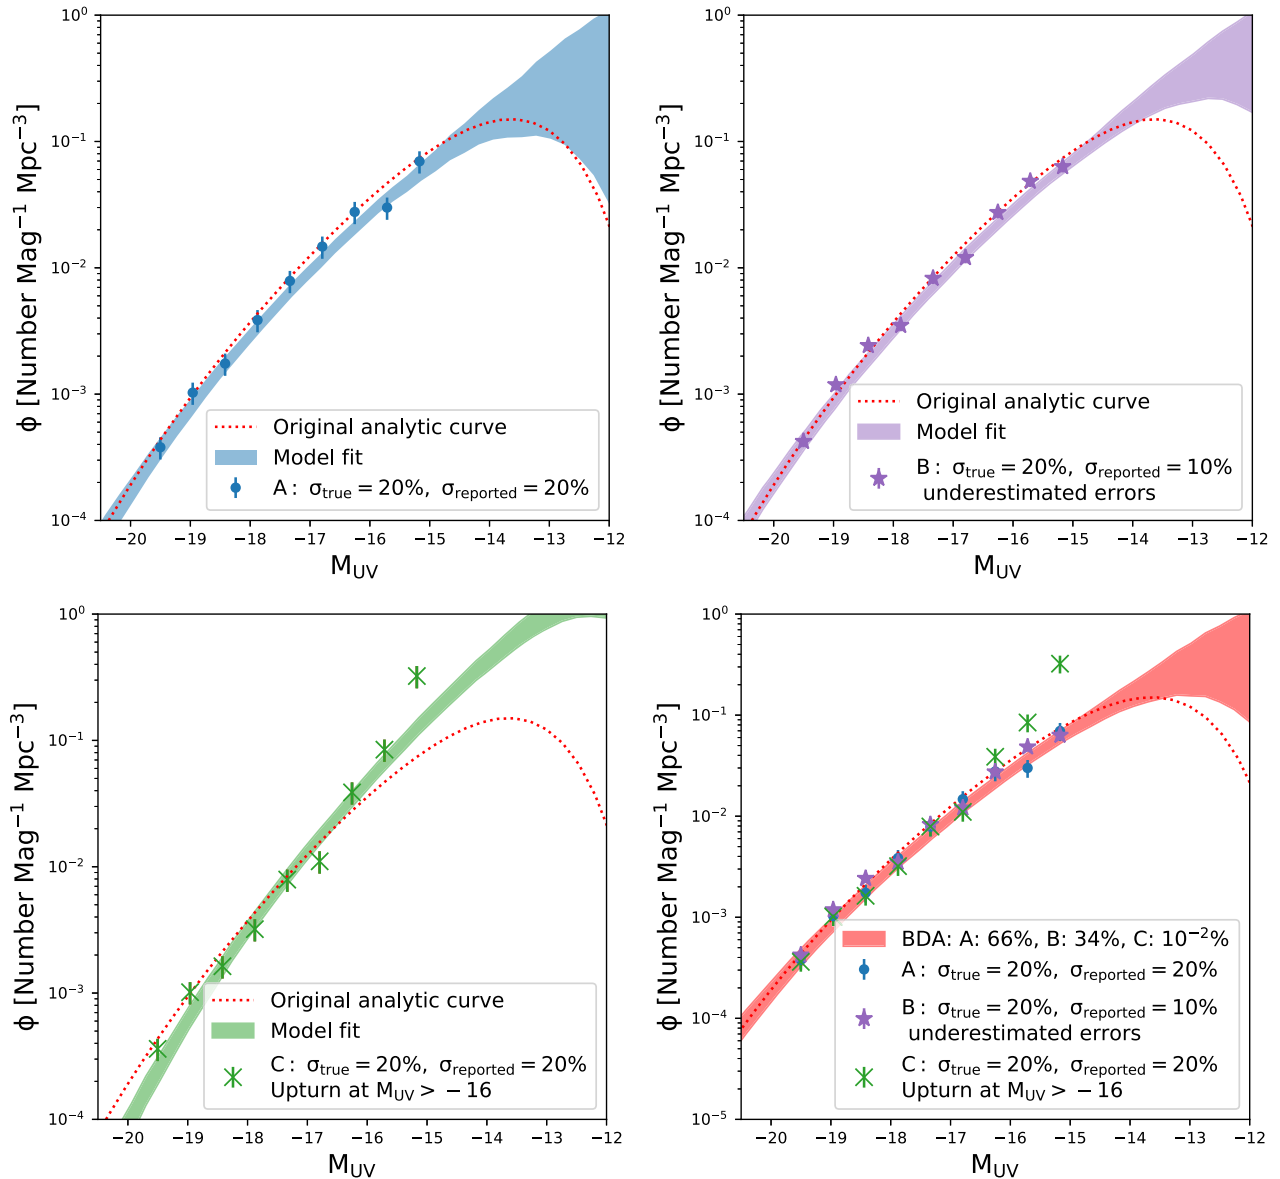 10⁰
10⁻¹
10⁻²
10⁻³
10⁻⁴
ϕ [Number Mag⁻¹ Mpc⁻³]
Original analytic curve
Model fit
A: σtrue = 20%, σreported = 20%
−20 −19 −18 −17 −16 −15 −14 −13 −12
MUV
10⁰
10⁻¹
10⁻²
10⁻³
10⁻⁴
ϕ [Number Mag⁻¹ Mpc⁻³]
Original analytic curve
Model fit
B: σtrue = 20%, σreported = 10%
underestimated errors
−20 −19 −18 −17 −16 −15 −14 −13 −12
MUV
10⁰
10⁻¹
10⁻²
10⁻³
10⁻⁴
ϕ [Number Mag⁻¹ Mpc⁻³]
Original analytic curve
Model fit
C: σtrue = 20%, σreported = 20%
Upturn at MUV > −16
−20 −19 −18 −17 −16 −15 −14 −13 −12
MUV
10⁰
10⁻¹
10⁻²
10⁻³
10⁻⁴
10⁻⁵
ϕ [Number Mag⁻¹ Mpc⁻³]
BDA: A: 66%, B: 34%, C: 10⁻²%
A: σtrue = 20%, σreported = 20%
B: σtrue = 20%, σreported = 10%
underestimated errors
C: σtrue = 20%, σreported = 20%
Upturn at MUV > −16
−20 −19 −18 −17 −16 −15 −14 −13 −12
MUV